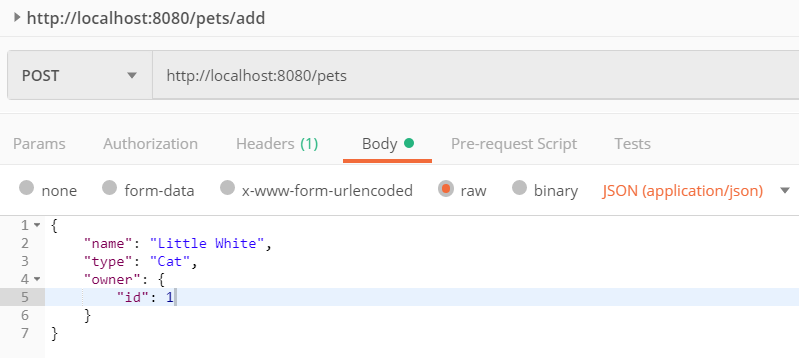 http://localhost:8080/pets/add
POST http://localhost:8080/pets
Params Authorization Headers (1) Body Pre-request Script Tests
none form-data x-www-form-urlencoded raw binary JSON (application/json)
1 {
2     "name": "Little White",
3     "type": "Cat",
4     "owner": {
5         "id": 1
6     }
7 }